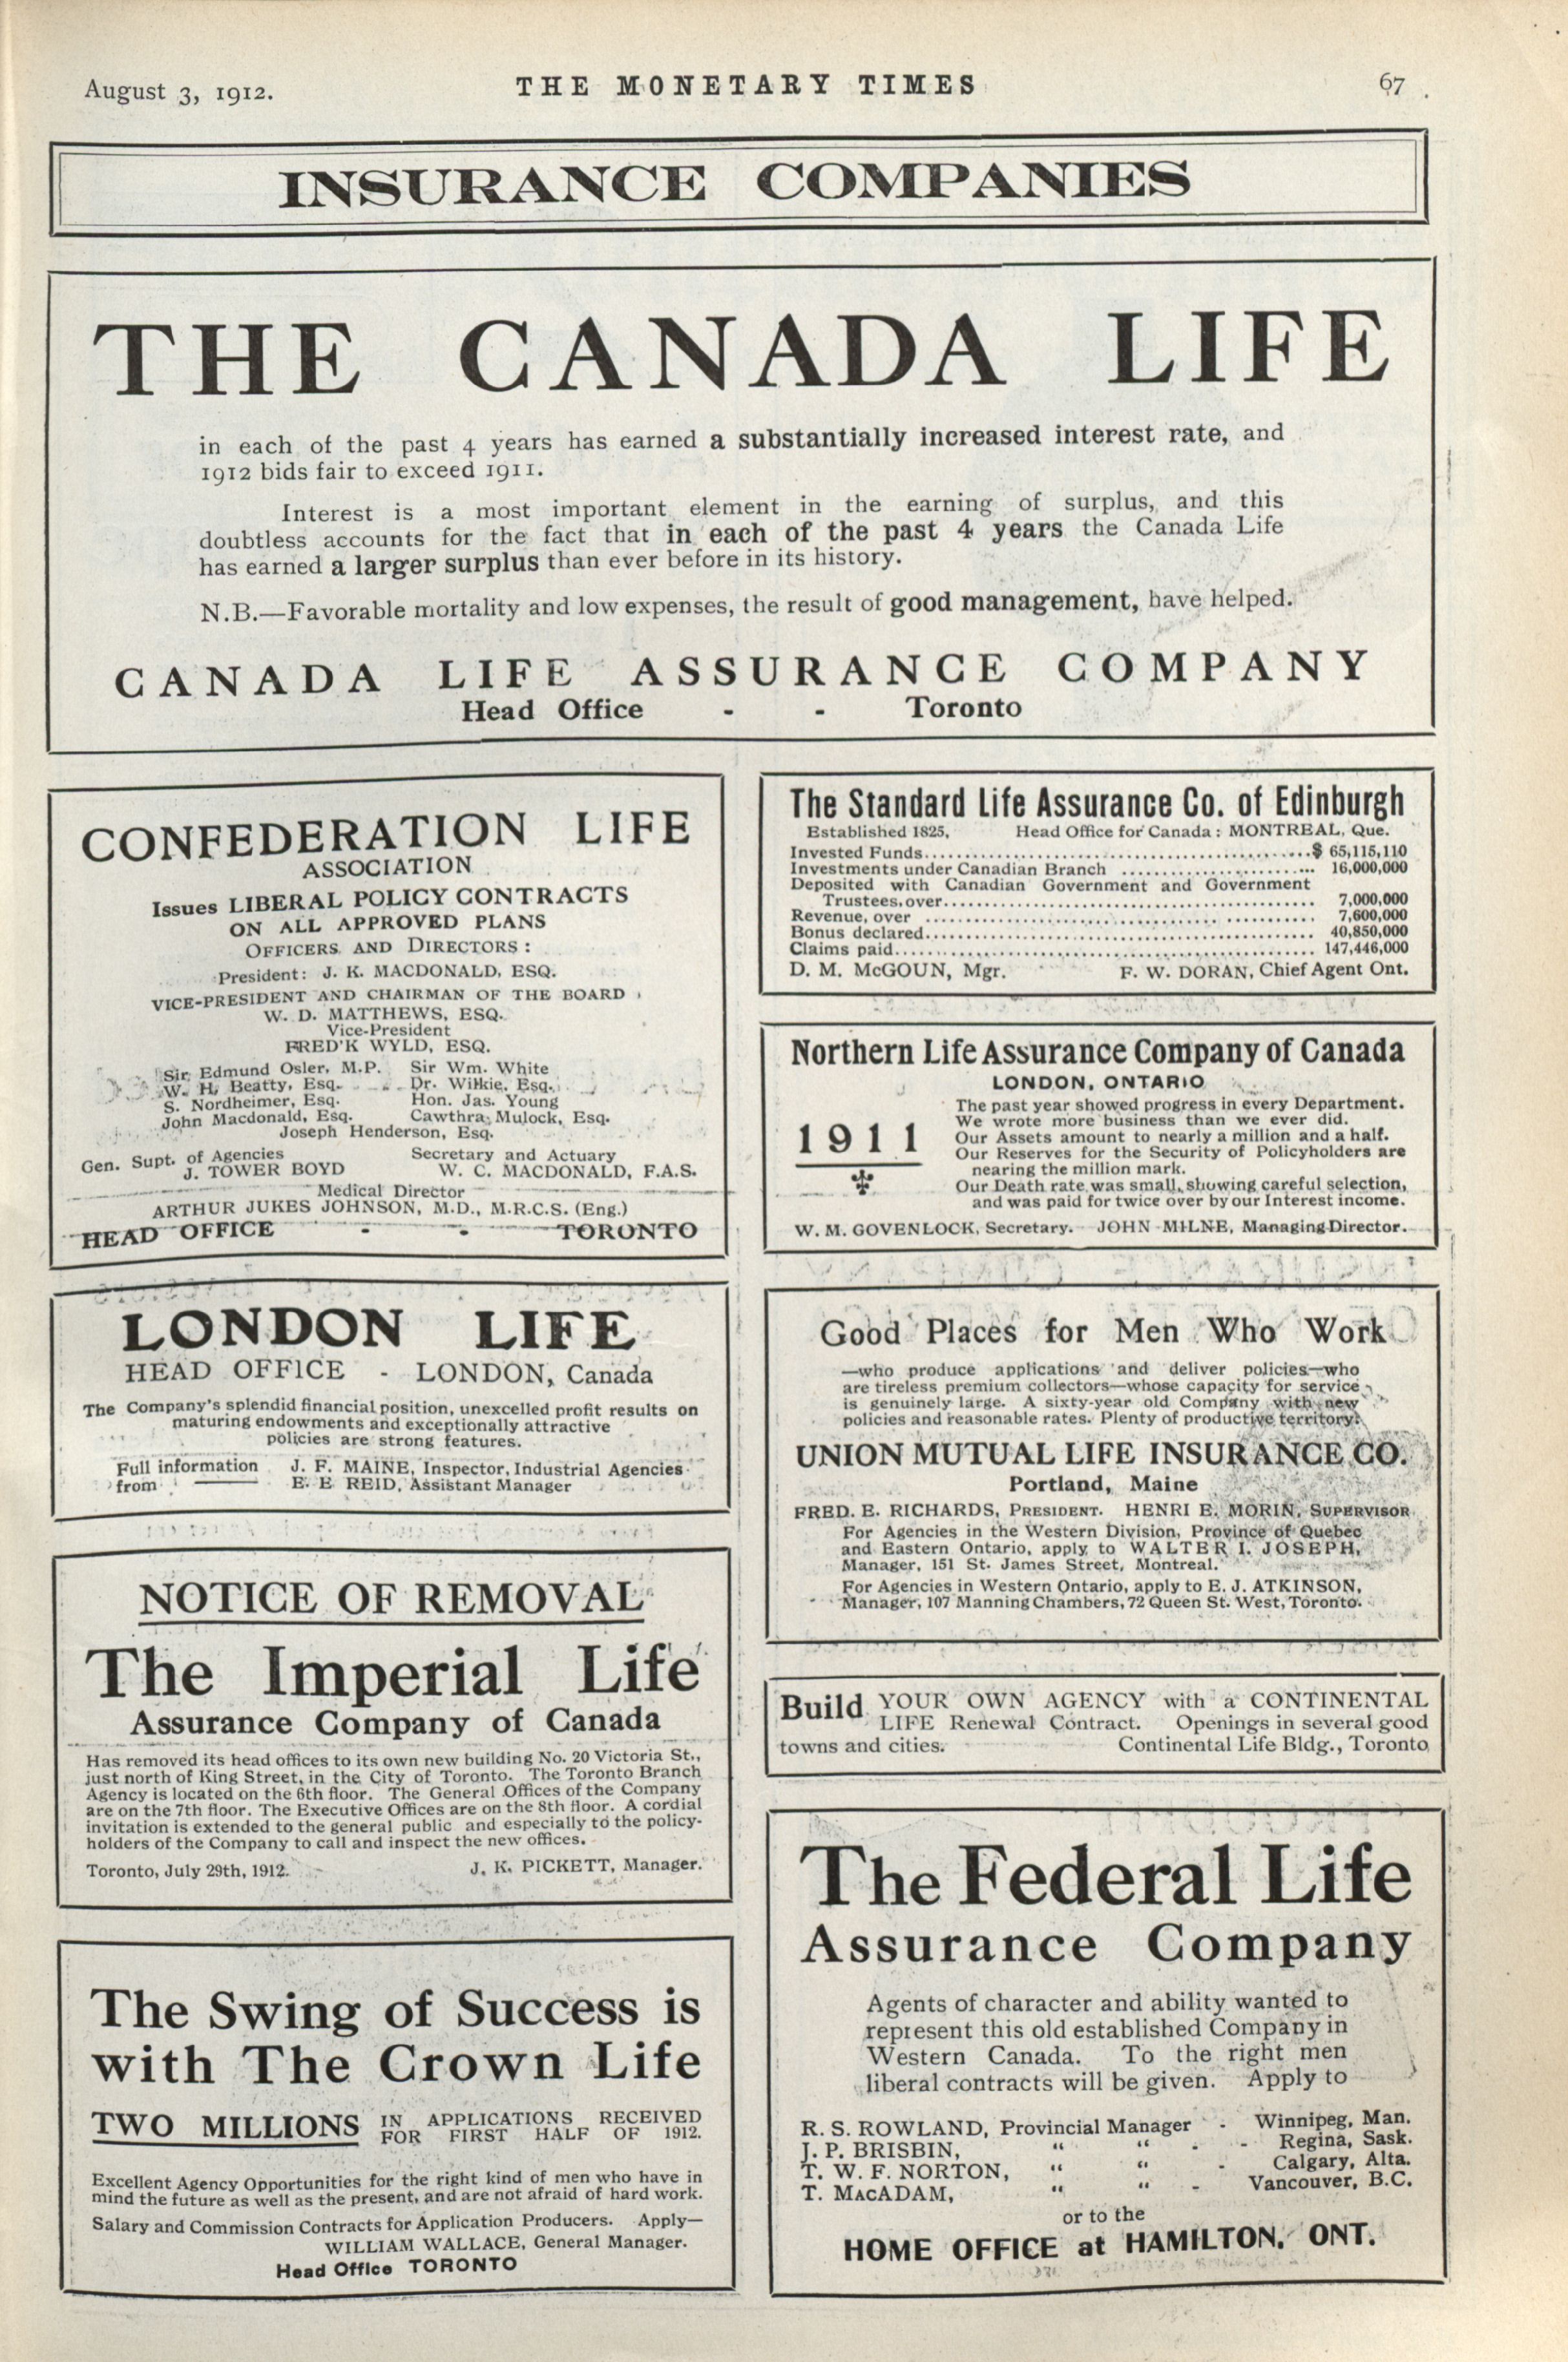 August 3, 1912.
THE MONETARY TIMES
67
INSURANCE COMPANIES
THE CANADA LIFE
in each of the past 4 years has earned a substantially increased interest rate, and
1912 bids fair to exceed 1911.
Interest is a most important element in the earning of surplus, and this
doubtless accounts for the fact that in each of the past 4 years the Canada Life
has earned a larger surplus than ever before in its history.
N.B.—Favorable mortality and low expenses, the result of good management, have helped.
CANADA LIFE ASSURANCE COMPANY
Head Office - - Toronto
CONFEDERATION LIFE
ASSOCIATION
Issues LIBERAL POLICY CONTRACTS
ON ALL APPROVED PLANS
OFFICERS AND DIRECTORS:
President: J. K. MACDONALD, ESQ.
VICE-PRESIDENT AND CHAIRMAN OF THE BOARD
W. D. MATTHEWS, ESQ.
Vice-President
FRED'K WYLD, ESQ.
Sir Edmund Osler, M.P. Sir Wm. White
W. H. Beatty, Esq. Dr. Wilkie, Esq.
S. Nordheimer, Esq. Hon. Jas. Young
John Macdonald, Esq. Cawthra Mulock, Esq.
Joseph Henderson, Esq.
Gen. Supt. of Agencies Secretary and Actuary
J. TOWER BOYD W. C. MACDONALD, F.A.S.
Medical Director
ARTHUR JUKES JOHNSON, M.D., M.R.C.S. (Eng.)
HEAD OFFICE - - TORONTO
LONDON LIFE
HEAD OFFICE - LONDON, Canada
The Company's splendid financial position, unexcelled profit results on
maturing endowments and exceptionally attractive
policies are strong features.
Full information J. F. MAINE, Inspector, Industrial Agencies
from E. E REID, Assistant Manager
NOTICE OF REMOVAL
The Imperial Life
Assurance Company of Canada
Has removed its head offices to its own new building No. 20 Victoria St.,
just north of King Street, in the City of Toronto. The Toronto Branch
Agency is located on the 6th floor. The General Offices of the Company
are on the 7th floor. The Executive Offices are on the 8th floor. A cordial
invitation is extended to the general public and especially to the policy-
holders of the Company to call and inspect the new offices.
Toronto, July 29th, 1912. J. K. PICKETT, Manager.
The Swing of Success is
with The Crown Life
TWO MILLIONS IN APPLICATIONS RECEIVED
FOR FIRST HALF OF 1912.
Excellent Agency Opportunities for the right kind of men who have in
mind the future as well as the present, and are not afraid of hard work.
Salary and Commission Contracts for Application Producers. Apply—
WILLIAM WALLACE, General Manager.
Head Office TORONTO
The Standard Life Assurance Co. of Edinburgh
Established 1825, Head Office for Canada: MONTREAL, Que.
Invested Funds..........$ 65,115,110
Investments under Canadian Branch .......... 16,000,000
Deposited with Canadian Government and Government
Trustees, over.......... 7,000,000
Revenue, over .......... 7,600,000
Bonus declared.......... 40,850,000
Claims paid.......... 147,446,000
D. M. McGOUN, Mgr. F. W. DORAN, Chief Agent Ont.
Northern Life Assurance Company of Canada
LONDON, ONTARIO
1911
The past year showed progress in every Department.
We wrote more business than we ever did.
Our Assets amount to nearly a million and a half.
Our Reserves for the Security of Policyholders are
nearing the million mark.
Our Death rate was small, showing careful selection,
and was paid for twice over by our Interest income.
W. M. GOVENLOCK, Secretary. JOHN MILNE, Managing Director.
Good Places for Men Who Work
—who produce applications and deliver policies—who
are tireless premium collectors—whose capacity for service
is genuinely large. A sixty-year old Company with new
policies and reasonable rates. Plenty of productive territory.
UNION MUTUAL LIFE INSURANCE CO.
Portland, Maine
FRED. E. RICHARDS, PRESIDENT. HENRI E. MORIN, SUPERVISOR
For Agencies in the Western Division, Province of Quebec
and Eastern Ontario, apply to WALTER I. JOSEPH,
Manager, 151 St. James Street, Montreal.
For Agencies in Western Ontario, apply to E. J. ATKINSON,
Manager, 107 Manning Chambers, 72 Queen St. West, Toronto.
Build YOUR OWN AGENCY with a CONTINENTAL
LIFE Renewal Contract. Openings in several good
towns and cities. Continental Life Bldg., Toronto
The Federal Life
Assurance Company
Agents of character and ability wanted to
represent this old established Company in
Western Canada. To the right men
liberal contracts will be given. Apply to
R. S. ROWLAND, Provincial Manager - Winnipeg, Man.
J. P. BRISBIN, " " - - Regina, Sask.
T. W. F. NORTON, " " - Calgary, Alta.
T. MACADAM, " " - Vancouver, B.C.
or to the
HOME OFFICE at HAMILTON, ONT.